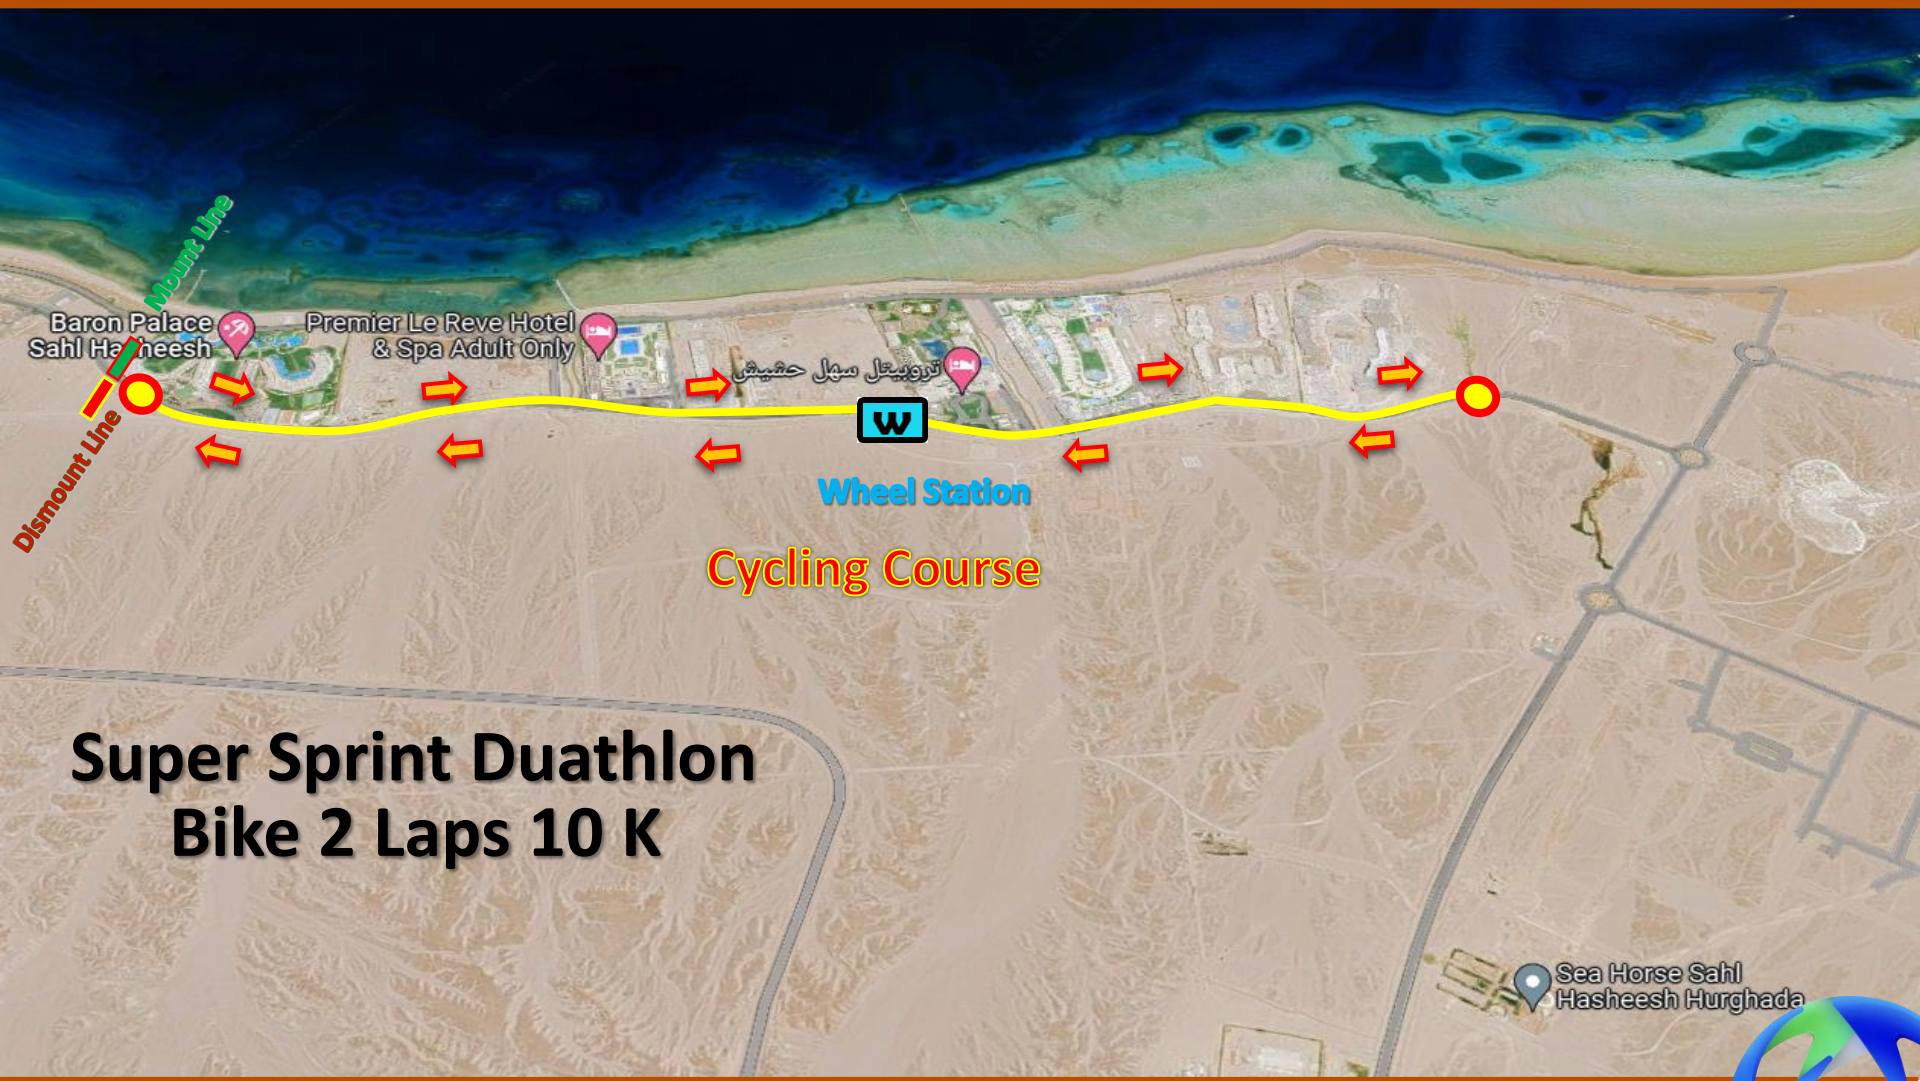 Mount Line
Baron Palace
Sahl Hasheesh
Premier Le Reve Hotel
& Spa Adult Only
تروبيتل سهل حشيش
W
Dismount Line
Wheel Station
Cycling Course
Super Sprint Duathlon
Bike 2 Laps 10 K
Sea Horse Sahl
Hasheesh Hurghada